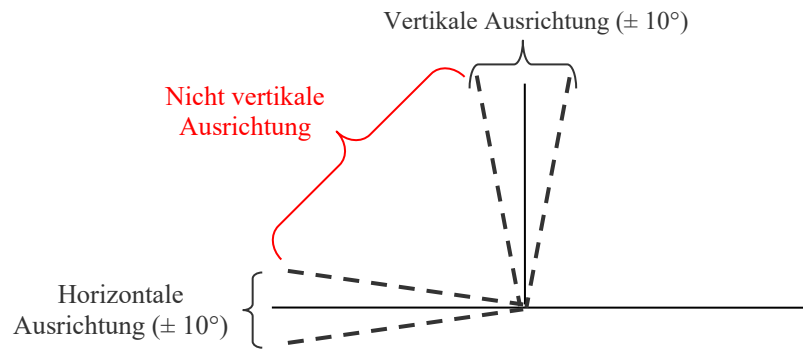 Vertikale Ausrichtung (± 10°)
Nicht vertikale
Ausrichtung
Horizontale
Ausrichtung (± 10°)